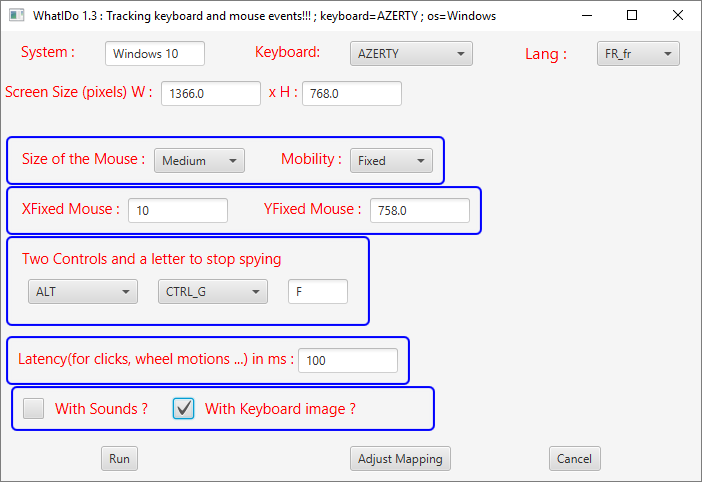 WhatIDo 1.3 : Tracking keyboard and mouse events!!! ; keyboard=AZERTY ; os=Windows
System : Windows 10 Keyboard: AZERTY Lang : FR_fr
Screen Size (pixels) W : 1366.0 x H : 768.0
Size of the Mouse : Medium Mobility : Fixed
XFixed Mouse : 10 YFixed Mouse : 758.0
Two Controls and a letter to stop spying
ALT CTRL_G F
Latency(for clicks, wheel motions ...) in ms : 100
With Sounds ? With Keyboard image ?
Run Adjust Mapping Cancel